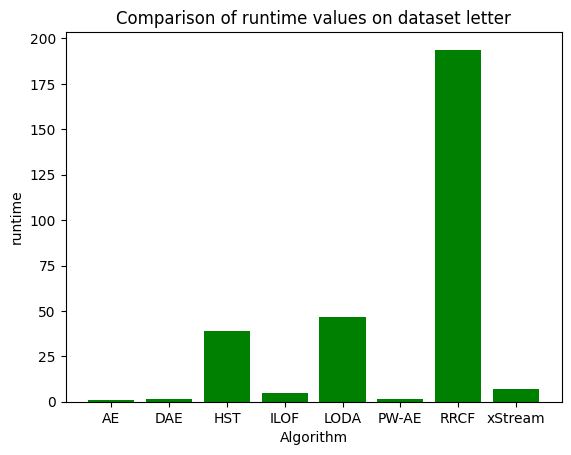 Comparison of runtime values on dataset letter
200
175
150
125
100
75
50
25
0
runtime
AE DAE HST ILOF LODA PW-AE RRCF xStream
Algorithm